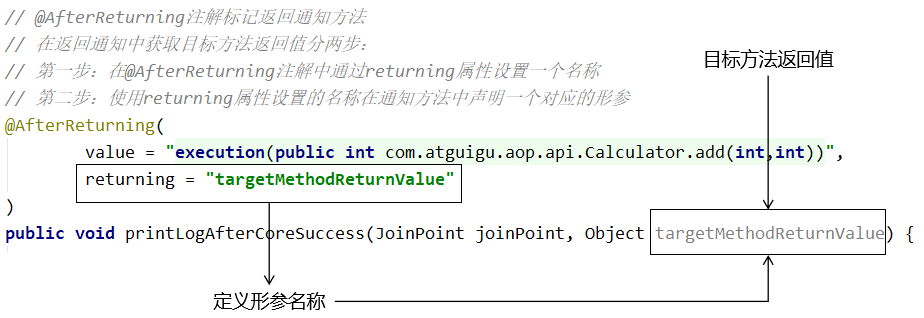 // @AfterReturning注解标记返回通知方法
// 在返回通知中获取目标方法返回值分两步：
// 第一步：在@AfterReturning注解中通过returning属性设置一个名称
// 第二步：使用returning属性设置的名称在通知方法中声明一个对应的形参
目标方法返回值
@AfterReturning(
value = "execution(public int com.atguigu.aop.api.Calculator.add(int,int))",
returning = "targetMethodReturnValue"
)
public void printLogAfterCoreSuccess(JoinPoint joinPoint, Object targetMethodReturnValue) {
定义形参名称